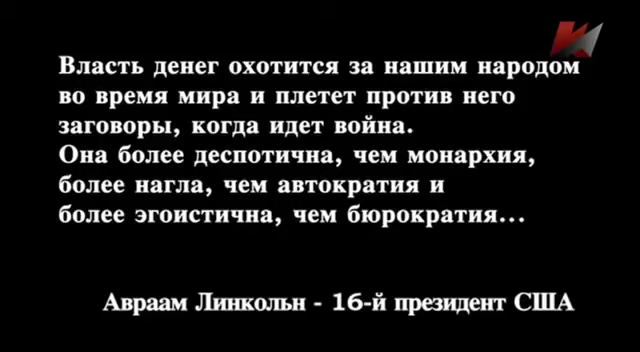 Власть денег охотится за нашим народом
во время мира и плетет против него
заговоры, когда идет война.
Она более деспотична, чем монархия,
более нагла, чем автократия и
более эгоистична, чем бюрократия...
Авраам Линкольн - 16-й президент США